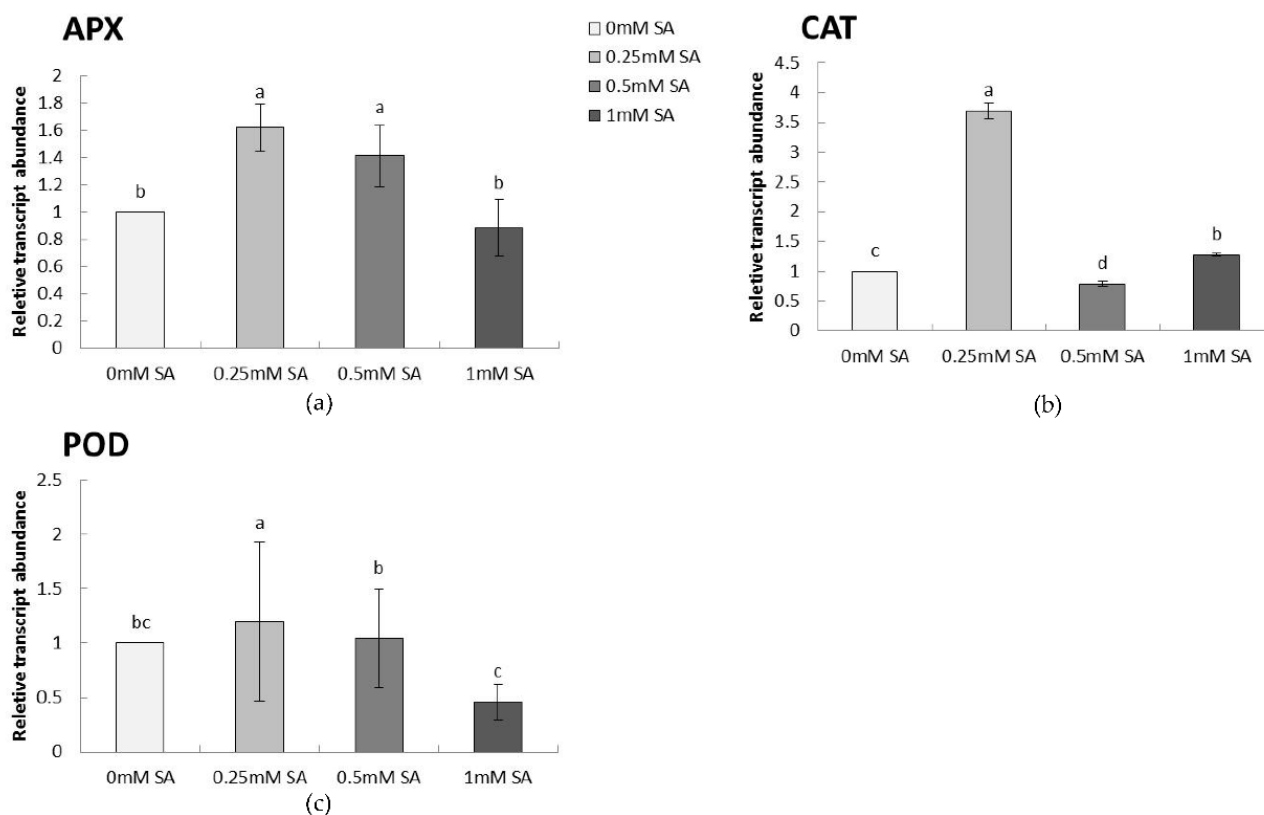 APX
Reletive transcript abundance
2
1.8
1.6
1.4
1.2
1
0.8
0.6
0.4
0.2
0
b
a
a
b
0mM SA
0.25mM SA
0.5mM SA
1mM SA
(a)
0mM SA
0.25mM SA
0.5mM SA
1mM SA
CAT
Reletive transcript abundance
4.5
4
3.5
3
2.5
2
1.5
1
0.5
0
c
a
d
b
0mM SA
0.25mM SA
0.5mM SA
1mM SA
(b)
POD
Reletive transcript abundance
2.5
2
1.5
1
0.5
0
bc
a
b
c
0mM SA
0.25mM SA
0.5mM SA
1mM SA
(c)